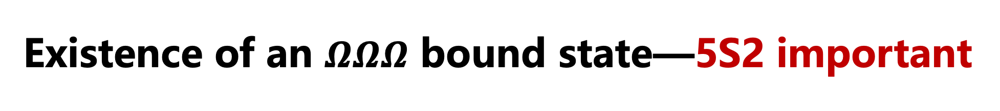 Existence of an ΩΩΩ bound state—5S2 important